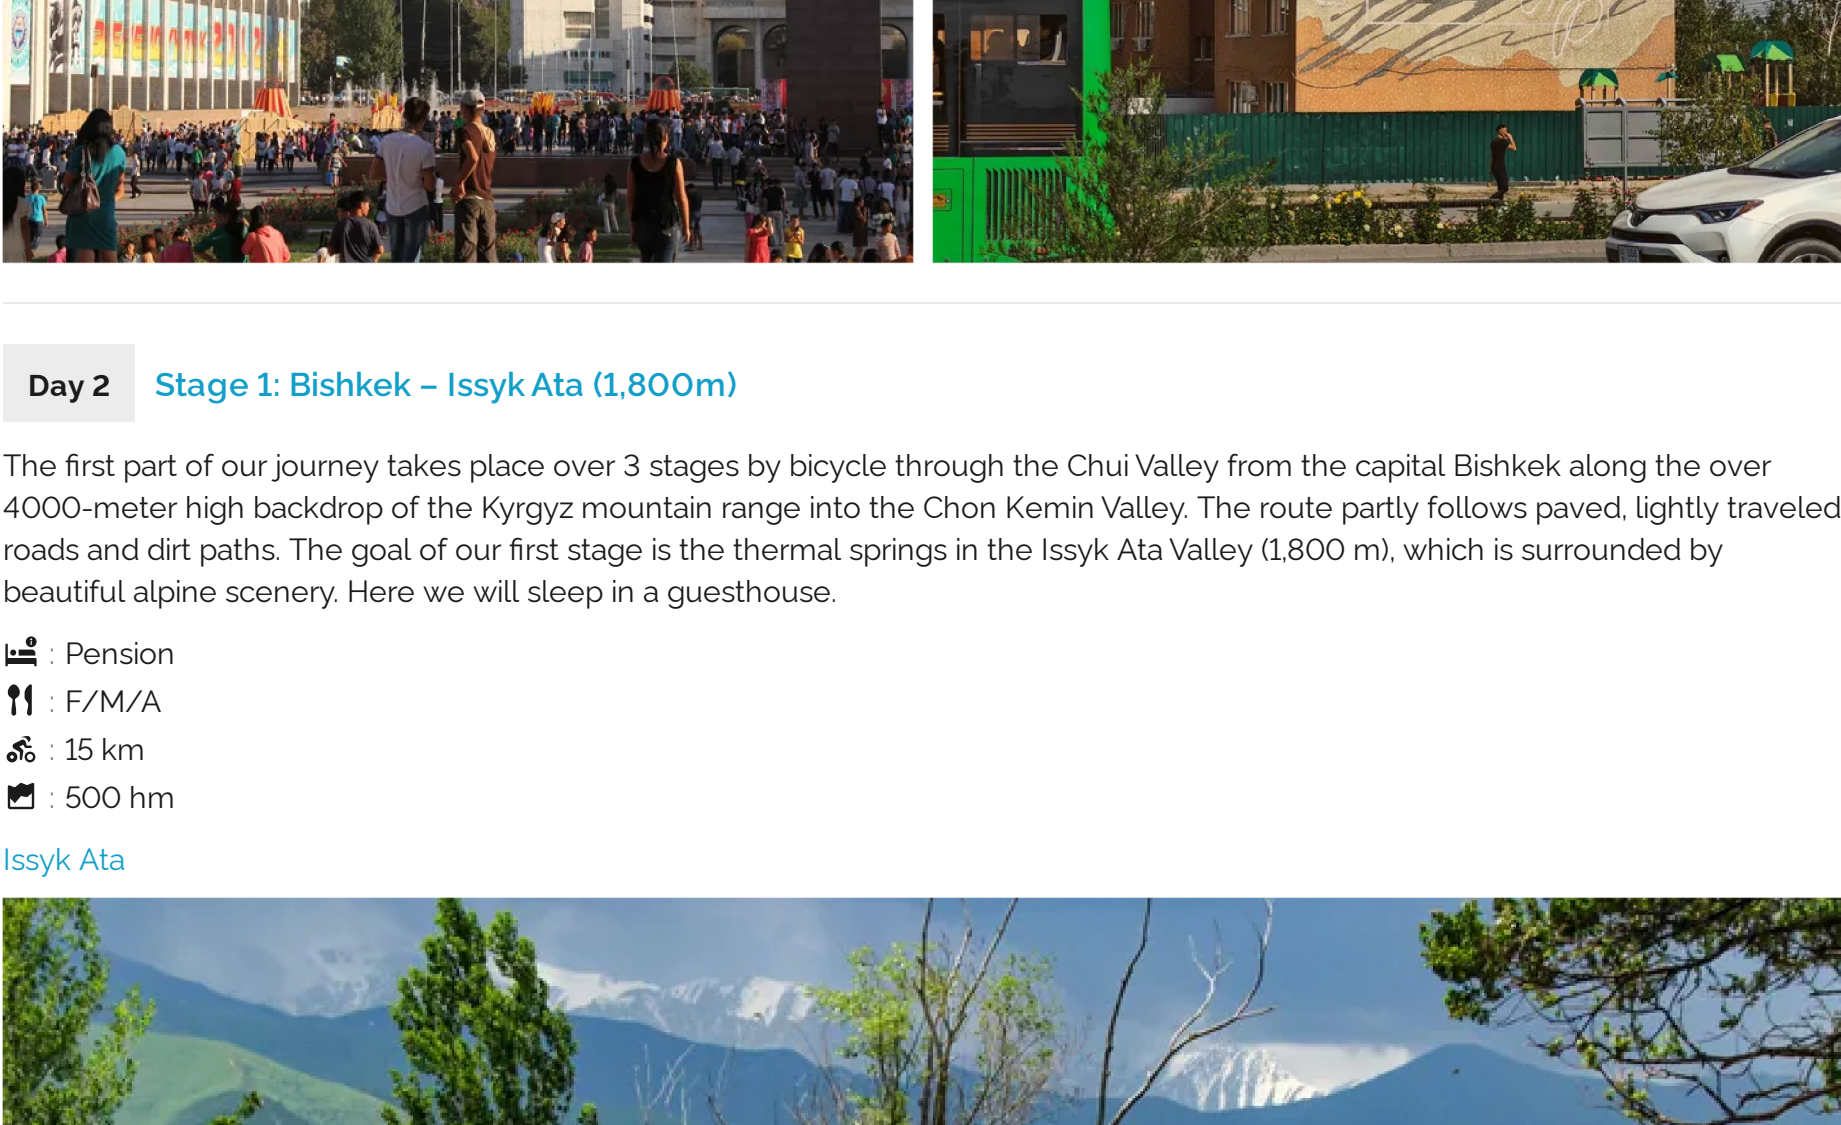 Day 2
Stage 1: Bishkek – Issyk Ata (1,800m)
The first part of our journey takes place over 3 stages by bicycle through the Chui Valley from the capital Bishkek along the over
4000-meter high backdrop of the Kyrgyz mountain range into the Chon Kemin Valley. The route partly follows paved, lightly traveled
roads and dirt paths. The goal of our first stage is the thermal springs in the Issyk Ata Valley (1,800 m), which is surrounded by
beautiful alpine scenery. Here we will sleep in a guesthouse.
: Pension
: F/M/A
: 15 km
: 500 hm
Issyk Ata